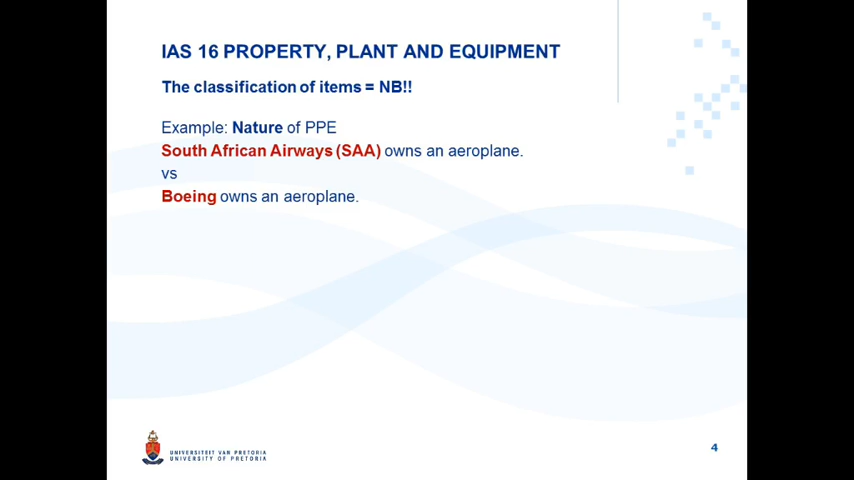 IAS 16 PROPERTY, PLANT AND EQUIPMENT
The classification of items = NB!!
Example: Nature of PPE
South African Airways (SAA) owns an aeroplane.
vs
Boeing owns an aeroplane.
UNIVERSITEIT VAN PRETORIA
UNIVERSITY OF PRETORIA
4